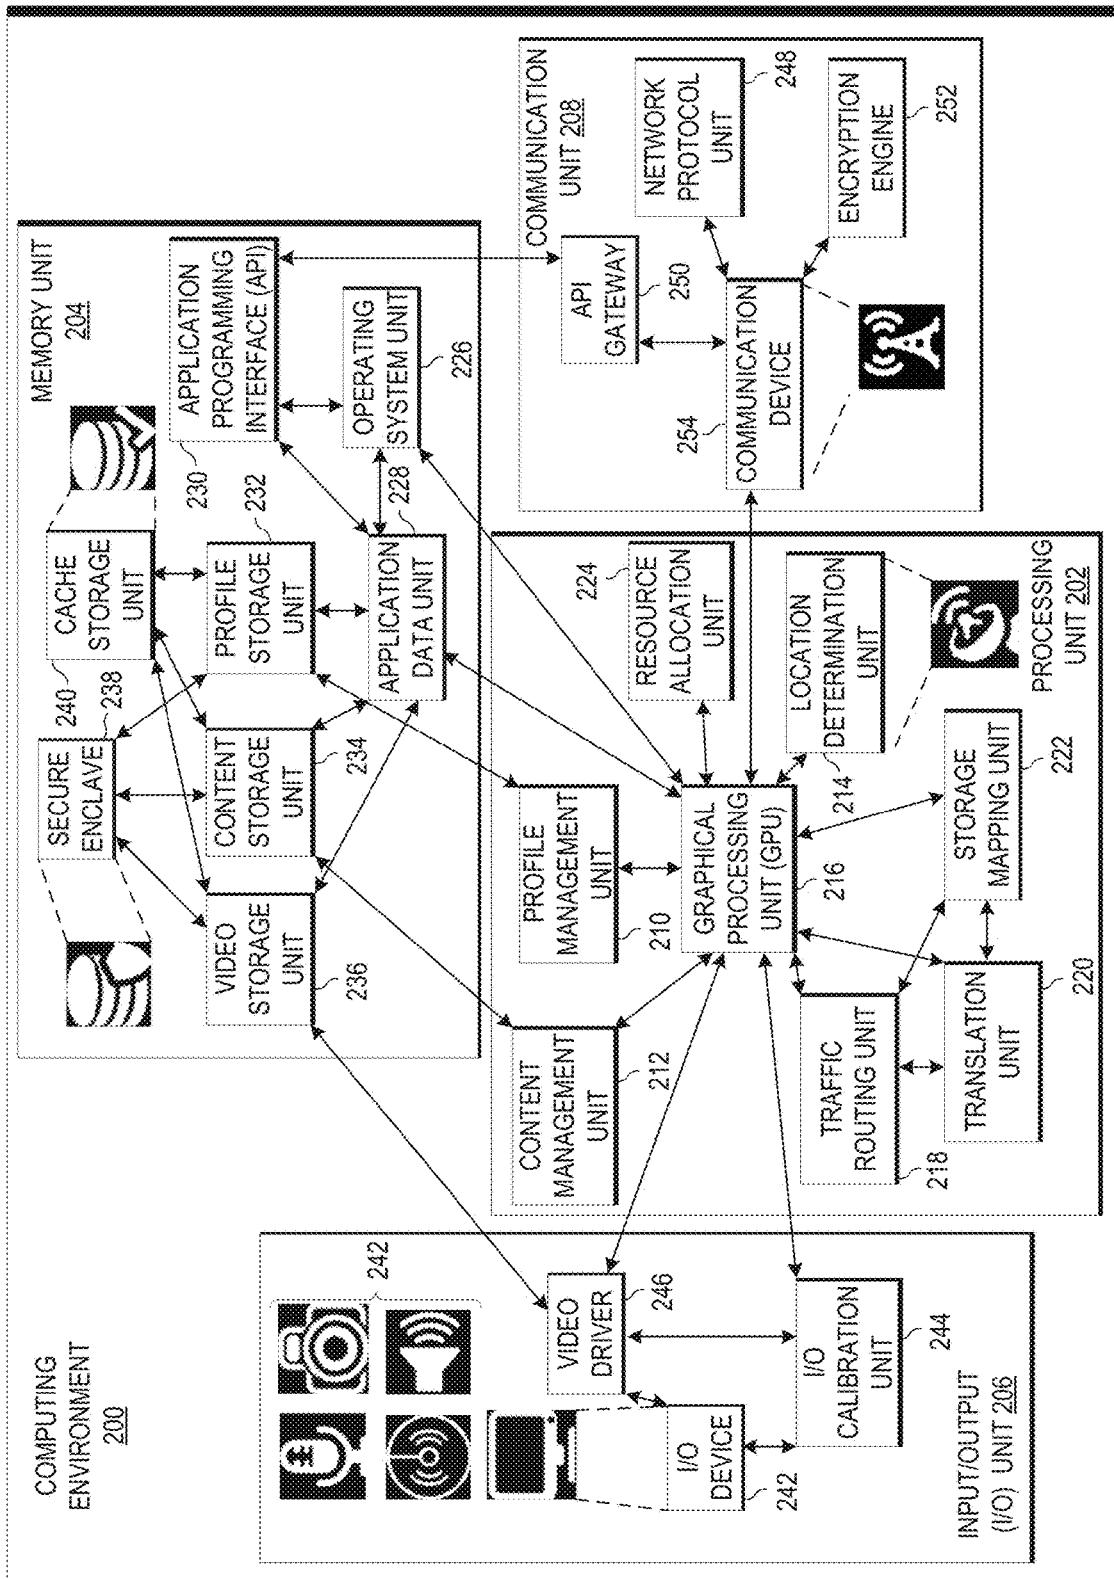 COMPUTING
ENVIRONMENT
200
MEMORY UNIT
204
SECURE
ENCLAVE
238
CACHE
STORAGE
UNIT
240
VIDEO
STORAGE
UNIT
236
CONTENT
STORAGE
UNIT
234
PROFILE
STORAGE
UNIT
232
APPLICATION
PROGRAMMING
INTERFACE (API)
230
APPLICATION
DATA UNIT
228
OPERATING
SYSTEM UNIT
226
242
VIDEO
DRIVER
246
I/O
DEVICE
242
I/O
CALIBRATION
UNIT
244
INPUT/OUTPUT
(I/O) UNIT 206
CONTENT
MANAGEMENT
UNIT
212
PROFILE
MANAGEMENT
UNIT
210
RESOURCE
ALLOCATION
UNIT
224
GRAPHICAL
PROCESSING
UNIT (GPU)
216
LOCATION
DETERMINATION
UNIT
214
TRAFFIC
ROUTING UNIT
218
STORAGE
MAPPING UNIT
222
TRANSLATION
UNIT
220
PROCESSING
UNIT 202
COMMUNICATION
UNIT 208
API
GATEWAY
250
NETWORK
PROTOCOL
UNIT
248
COMMUNICATION
DEVICE
254
ENCRYPTION
ENGINE
252